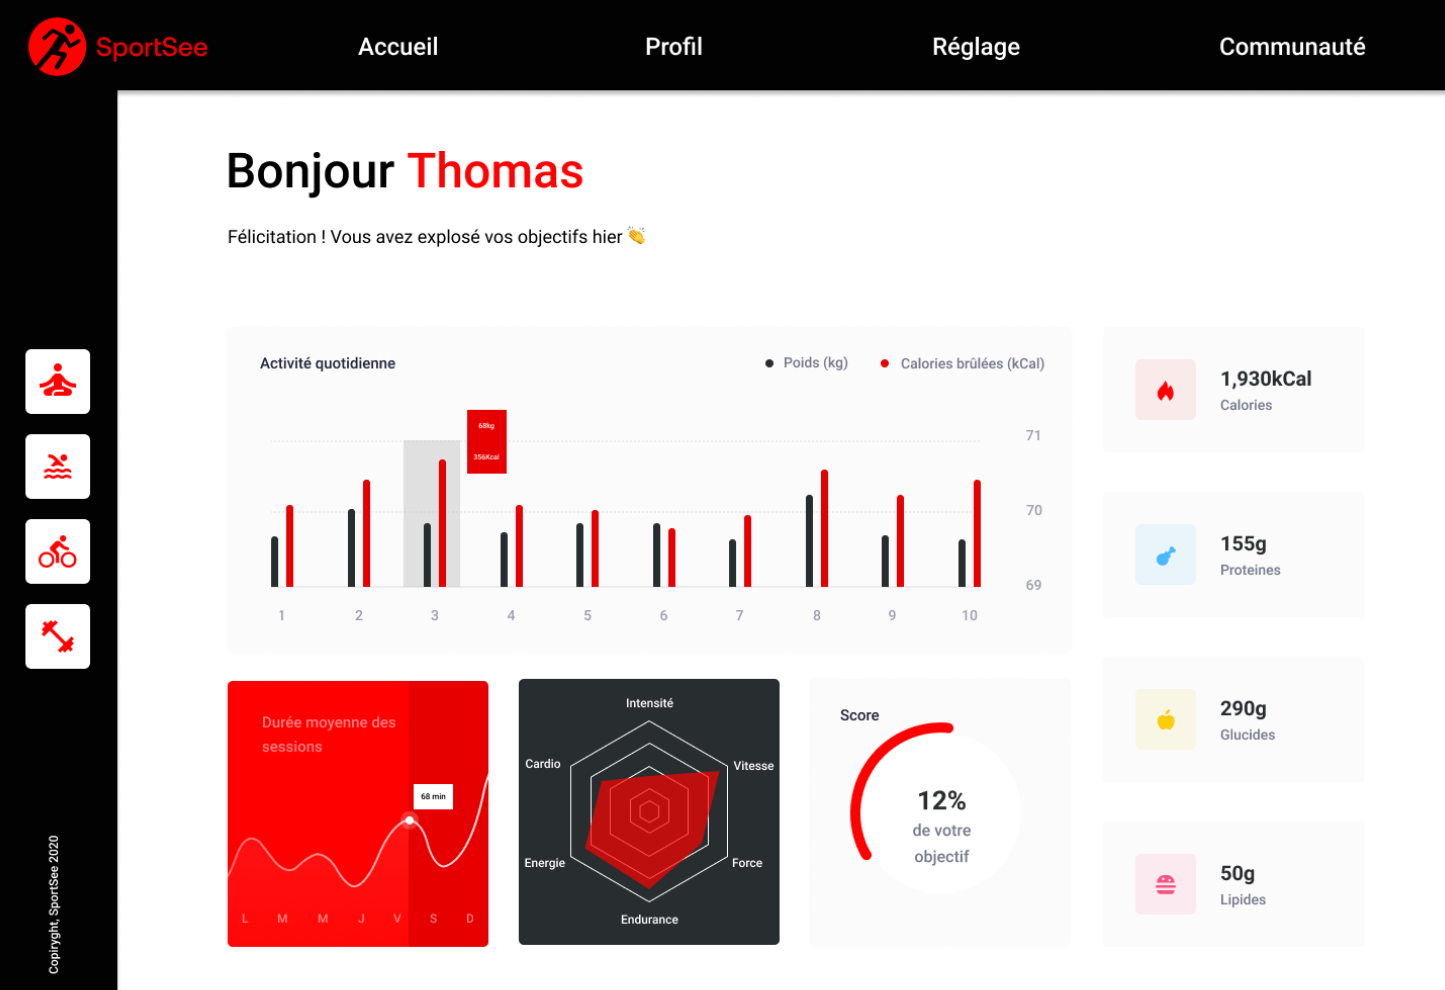 SportSee
Accueil
Profil
Réglage
Communauté
Bonjour Thomas
Félicitation ! Vous avez explosé vos objectifs hier 👏
Activité quotidienne
Poids (kg)
Calories brûlées (kCal)
68kg
356Kcal
71
70
69
1 2 3 4 5 6 7 8 9 10
1,930kCal
Calories
155g
Proteines
290g
Glucides
50g
Lipides
Durée moyenne des
sessions
68 min
L M M J V S D
Intensité
Cardio
Vitesse
Energie
Force
Endurance
Score
12%
de votre
objectif
Copiryght, SportSee 2020